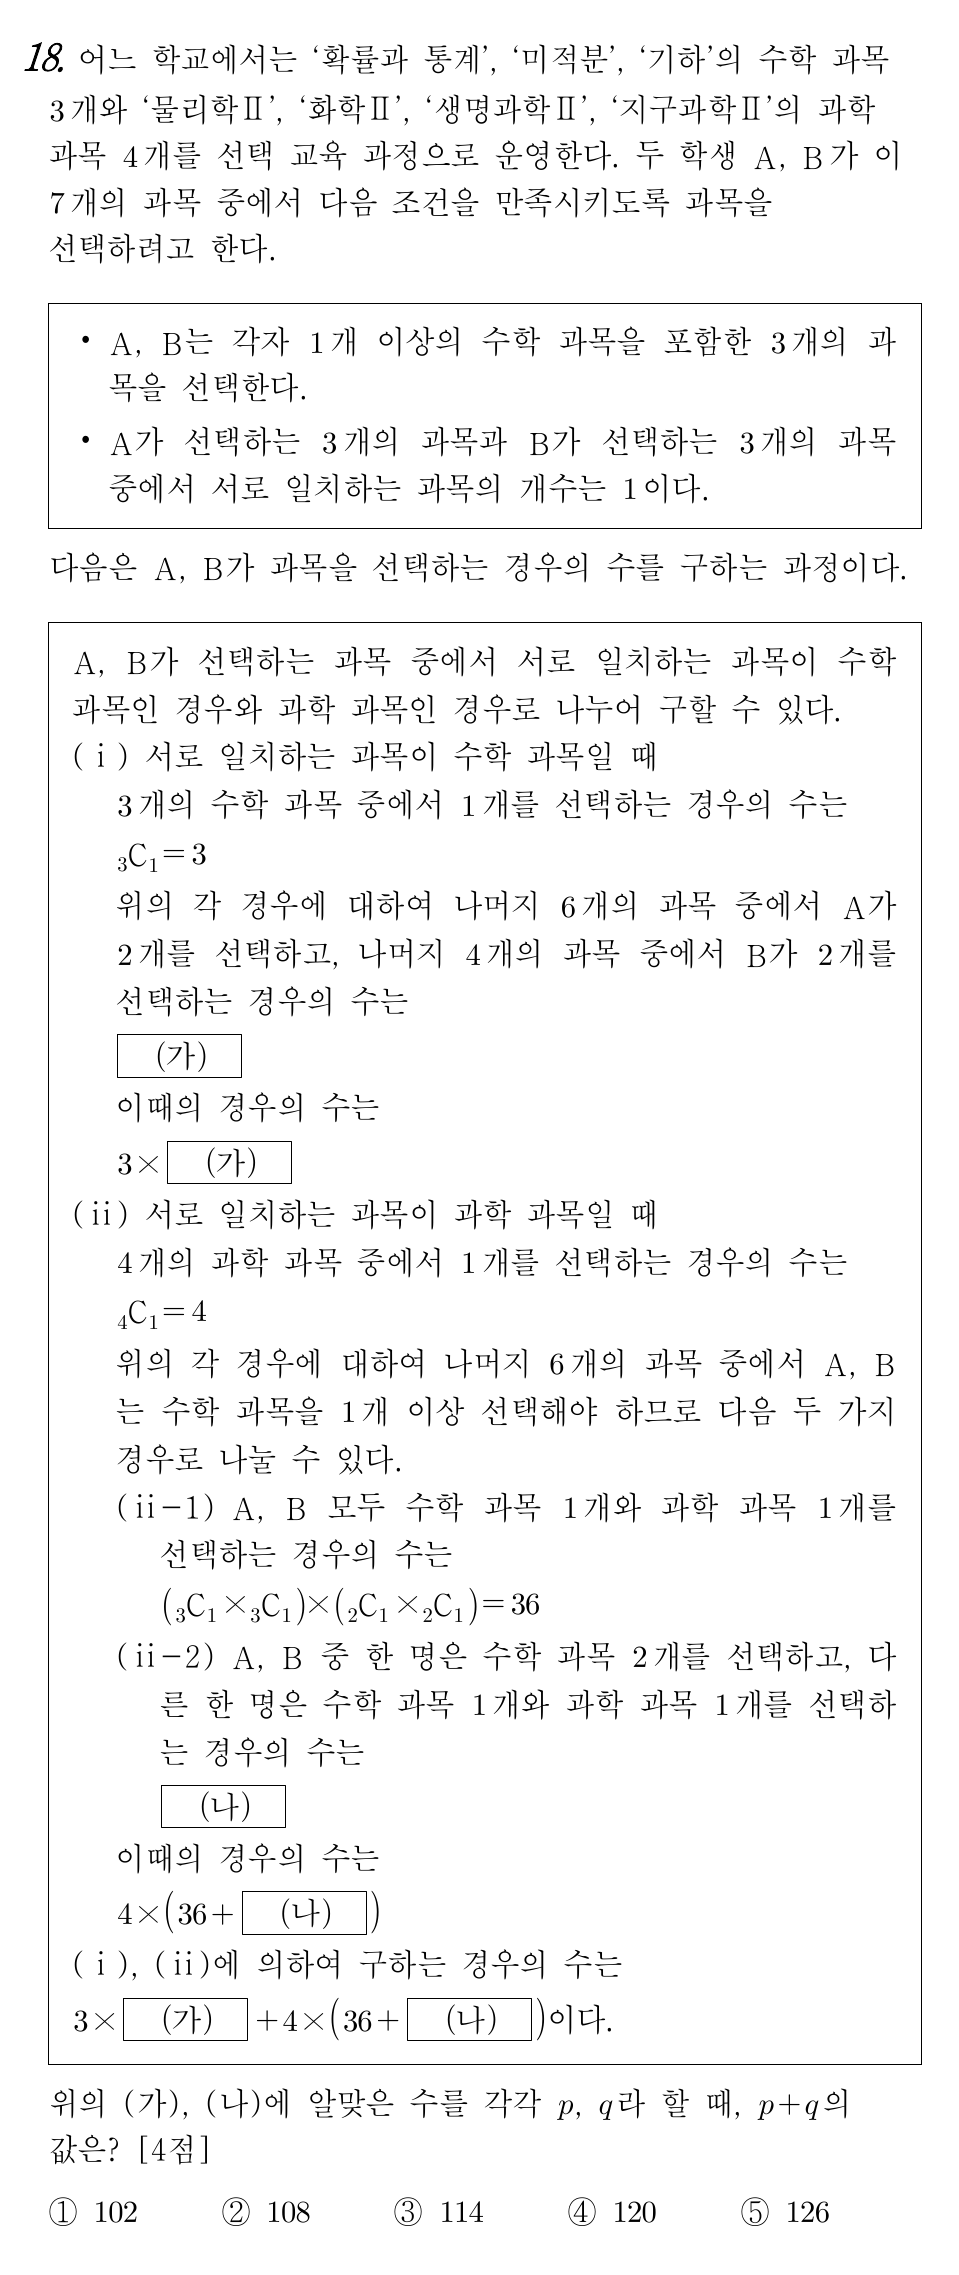 18. 어느 학교에서는 ‘확률과 통계’, ‘미적분’, ‘기하’의 수학 과목
3개와 ‘물리학Ⅱ’, ‘화학Ⅱ’, ‘생명과학Ⅱ’, ‘지구과학Ⅱ’의 과학
과목 4개를 선택 교육 과정으로 운영한다. 두 학생 A, B가 이
7개의 과목 중에서 다음 조건을 만족시키도록 과목을
선택하려고 한다.
• A, B는 각자 1개 이상의 수학 과목을 포함한 3개의 과
목을 선택한다.
• A가 선택하는 3개의 과목과 B가 선택하는 3개의 과목
중에서 서로 일치하는 과목의 개수는 1이다.
다음은 A, B가 과목을 선택하는 경우의 수를 구하는 과정이다.
A, B가 선택하는 과목 중에서 서로 일치하는 과목이 수학
과목인 경우와 과학 과목인 경우로 나누어 구할 수 있다.
(ⅰ) 서로 일치하는 과목이 수학 과목일 때
3개의 수학 과목 중에서 1개를 선택하는 경우의 수는
₃C₁=3
위의 각 경우에 대하여 나머지 6개의 과목 중에서 A가
2개를 선택하고, 나머지 4개의 과목 중에서 B가 2개를
선택하는 경우의 수는
(가)
이때의 경우의 수는
3× (가)
(ⅱ) 서로 일치하는 과목이 과학 과목일 때
4개의 과학 과목 중에서 1개를 선택하는 경우의 수는
₄C₁=4
위의 각 경우에 대하여 나머지 6개의 과목 중에서 A, B
는 수학 과목을 1개 이상 선택해야 하므로 다음 두 가지
경우로 나눌 수 있다.
(ⅱ-1) A, B 모두 수학 과목 1개와 과학 과목 1개를
선택하는 경우의 수는
(₃C₁×₃C₁)×(₂C₁×₂C₁)=36
(ⅱ-2) A, B 중 한 명은 수학 과목 2개를 선택하고, 다
른 한 명은 수학 과목 1개와 과학 과목 1개를 선택하
는 경우의 수는
(나)
이때의 경우의 수는
4×(36+ (나) )
(ⅰ), (ⅱ)에 의하여 구하는 경우의 수는
3× (가) +4×(36+ (나) )이다.
위의 (가), (나)에 알맞은 수를 각각 p, q라 할 때, p+q의
값은? [4점]
① 102 ② 108 ③ 114 ④ 120 ⑤ 126